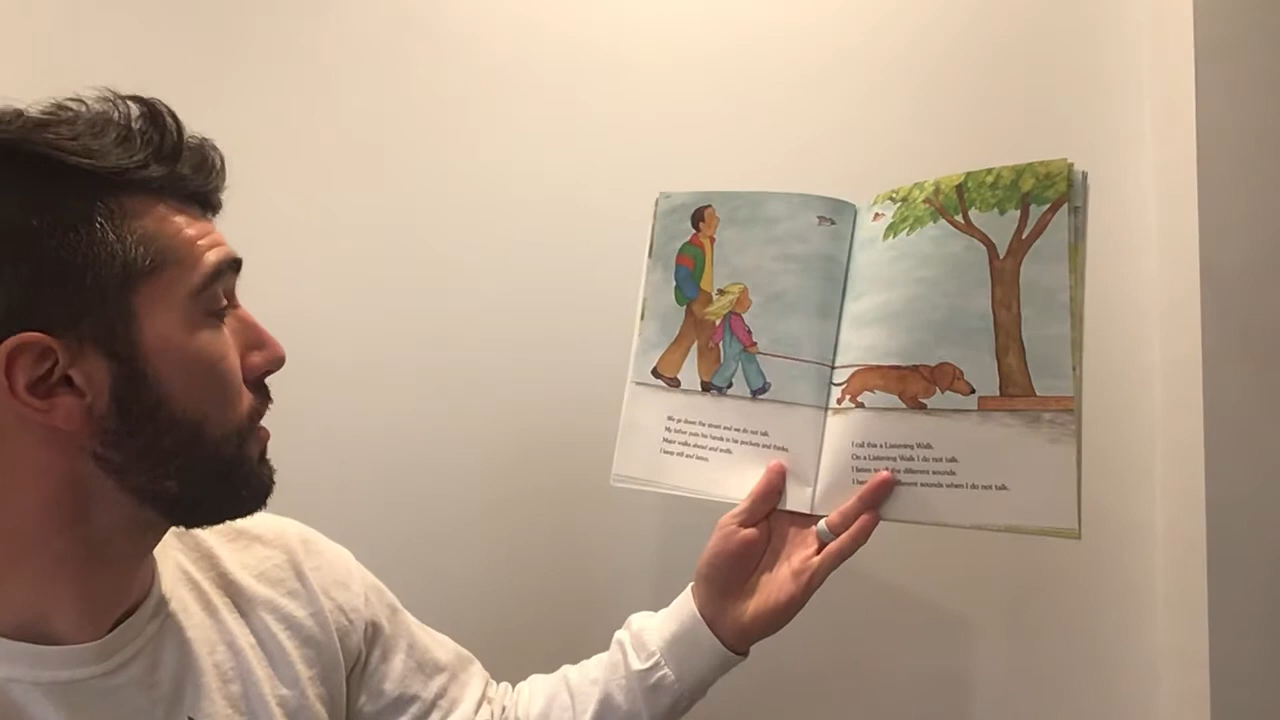 We go down the street and we do not talk.
My father puts his hands in his pockets and thinks.
Major walks ahead and sniffs.
I keep still and listen.
I call this a Listening Walk.
On a Listening Walk I do not talk.
I listen to all the different sounds.
I hear different sounds when I do not talk.